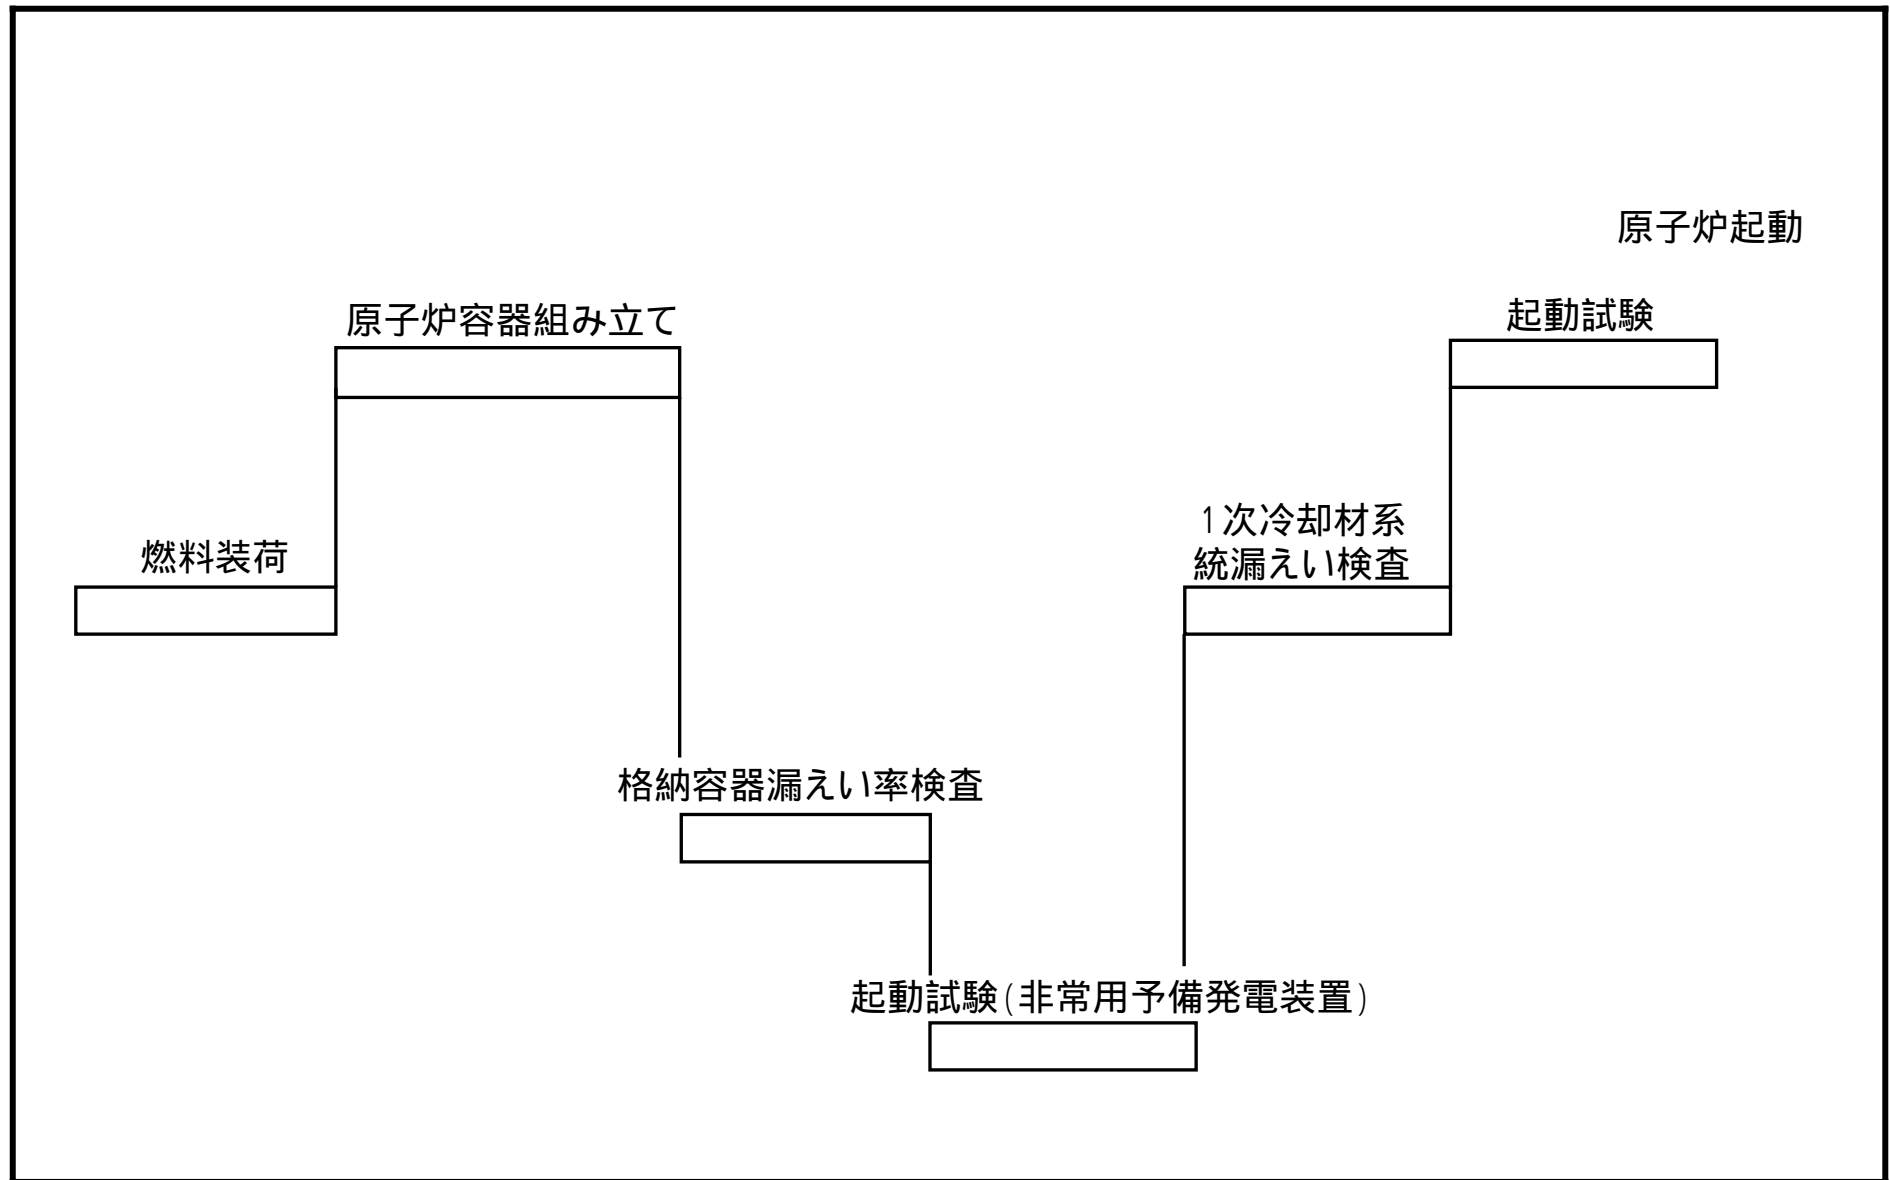 原子炉起動
原子炉容器組み立て
起動試験
燃料装荷
1次冷却材系
統漏えい検査
格納容器漏えい率検査
起動試験(非常用予備発電装置)